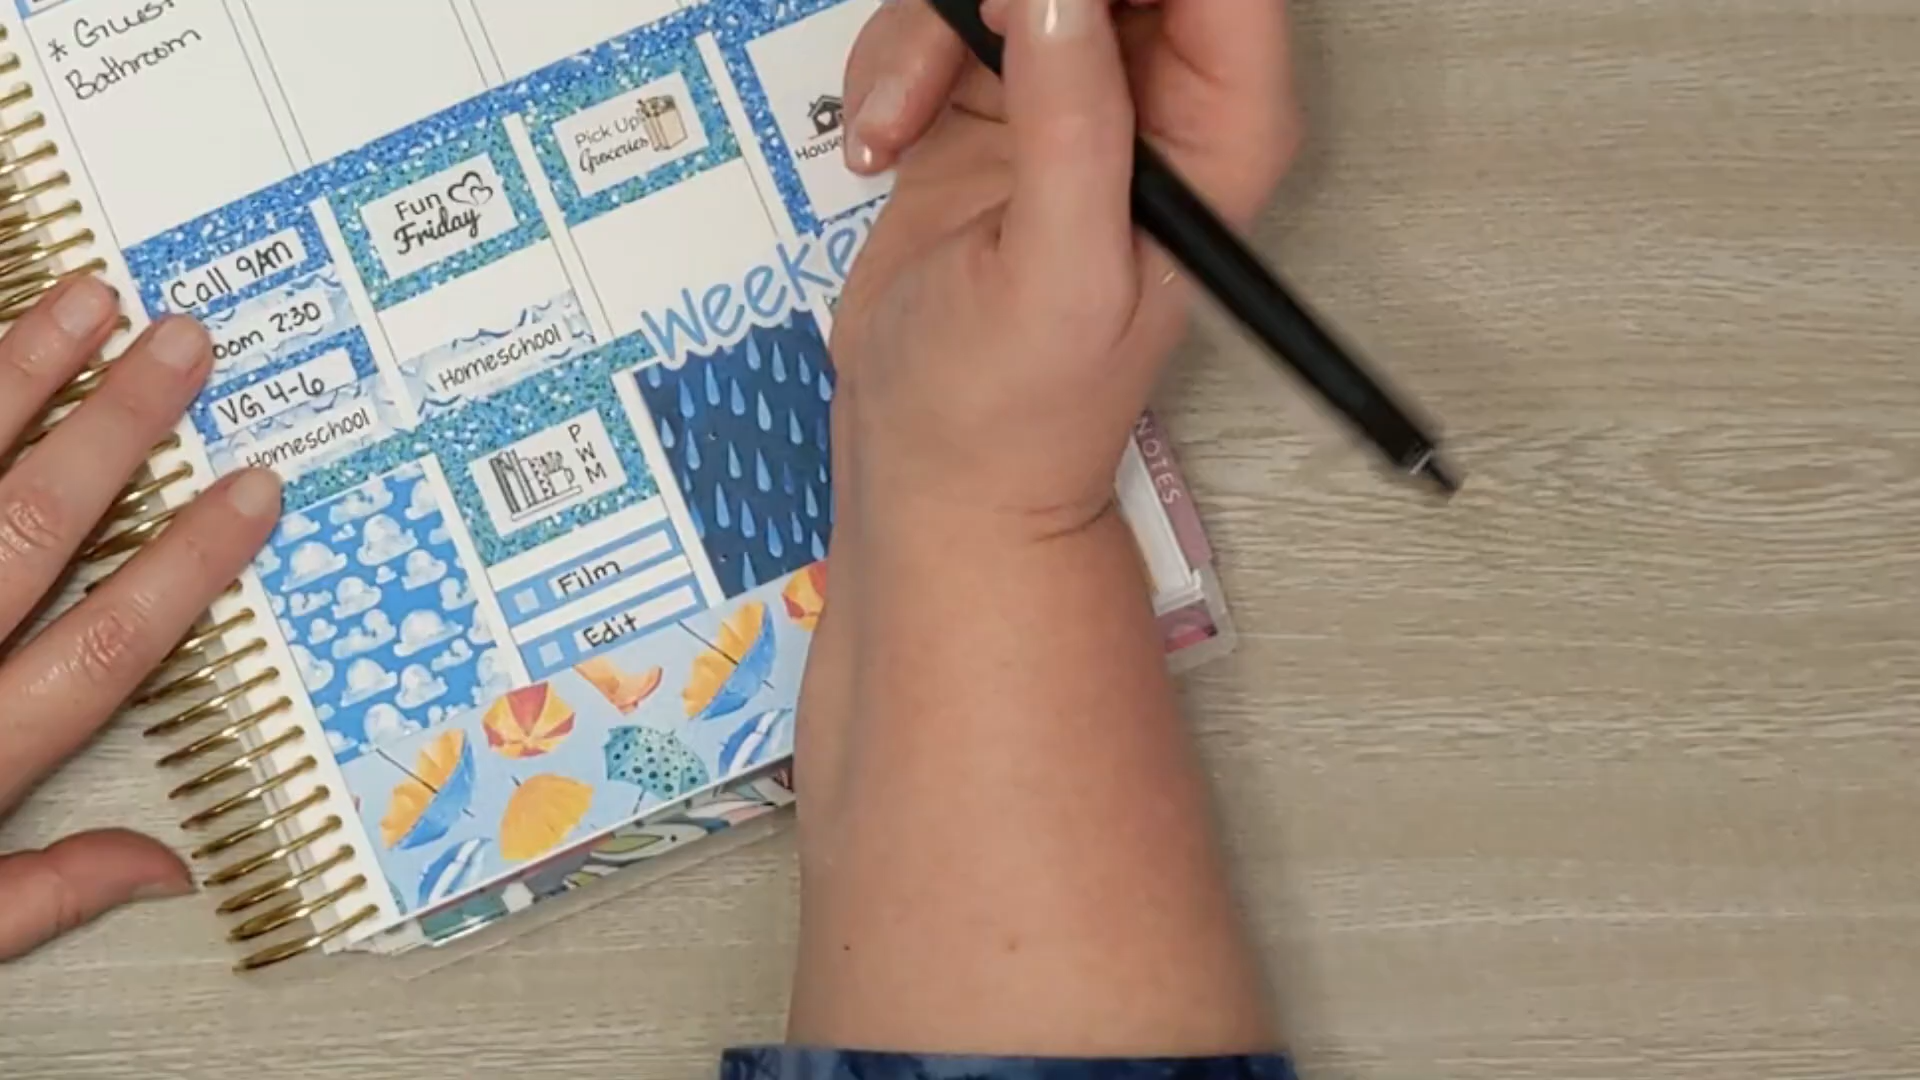 * Guest
Bathroom
Call 9AM
oom 2:30
VG 4-6
Homeschool
Fun
Friday
Homeschool
P
W
M
Film
Edit
Pick Up
Groceries
House
Weeke
NOTES